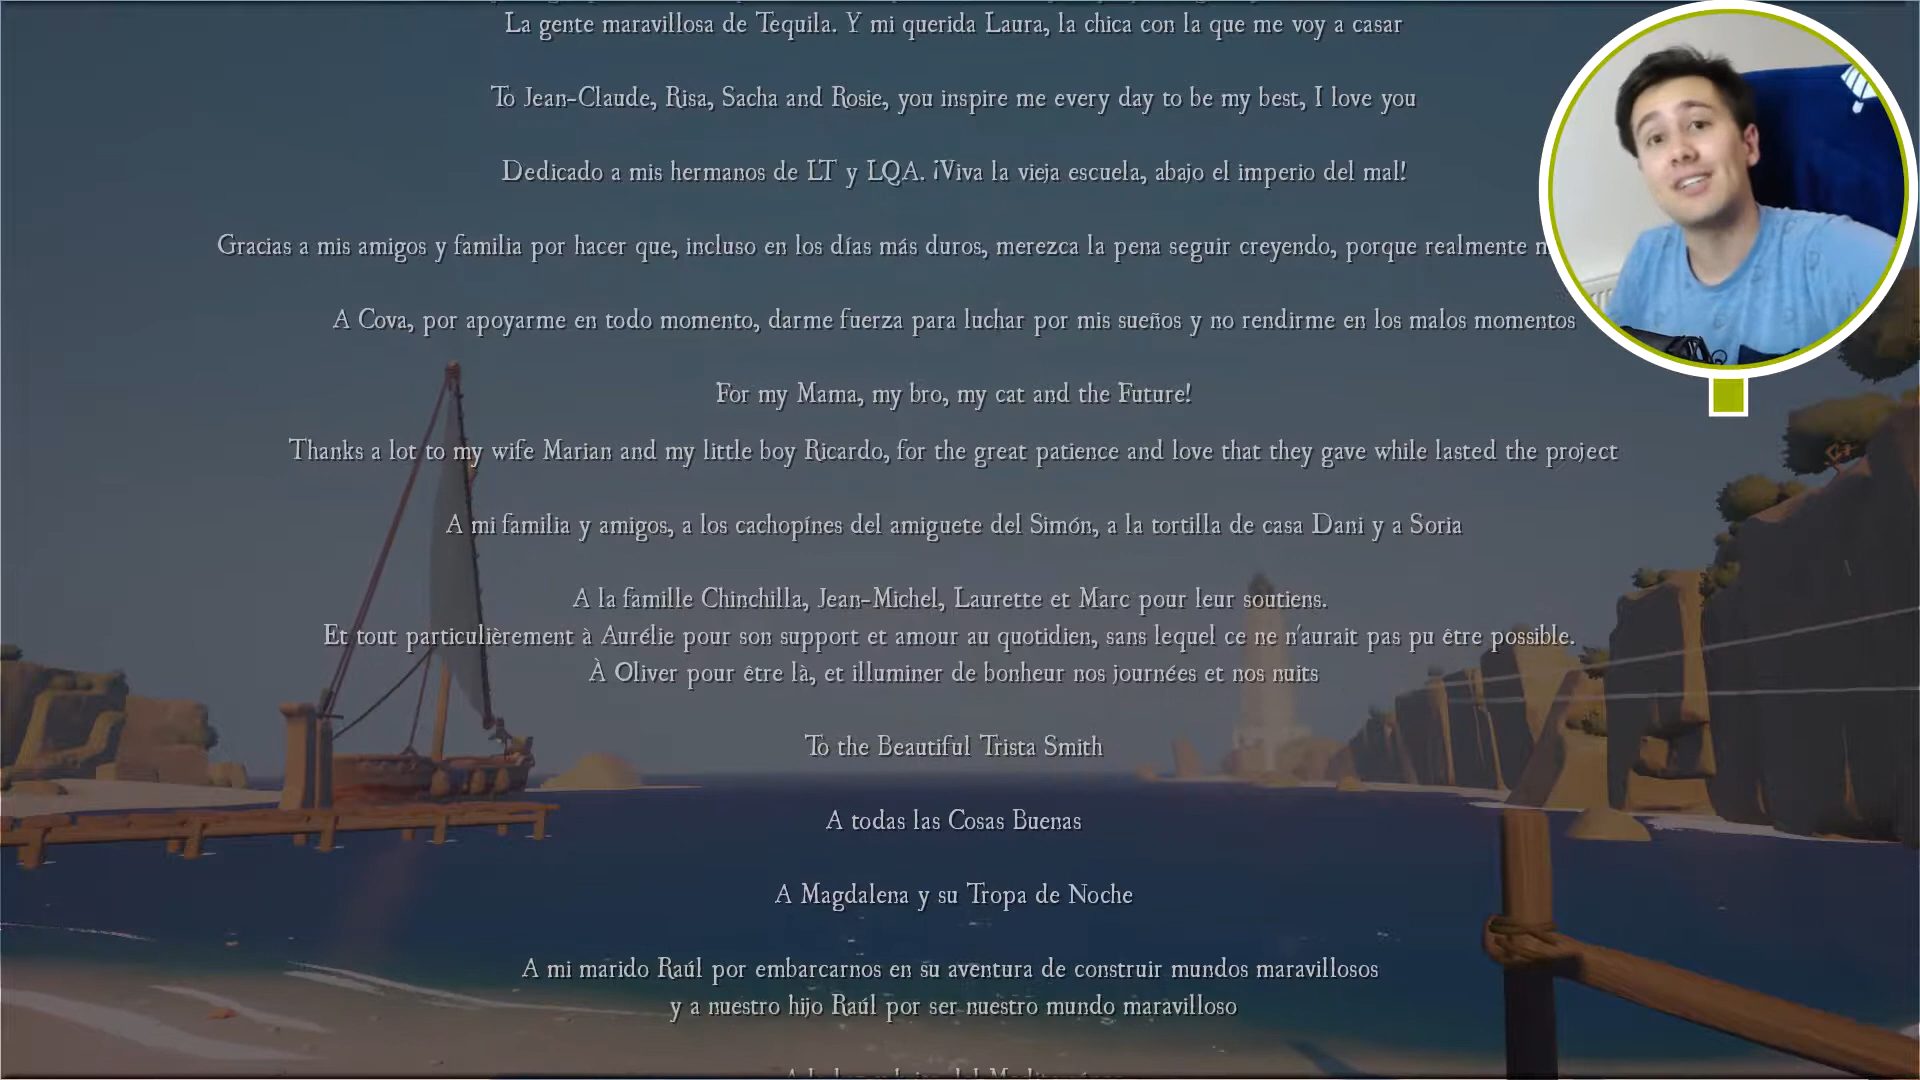 La gente maravillosa de Tequila. Y mi querida Laura, la chica con la que me voy a casar
To Jean-Claude, Risa, Sacha and Rosie, you inspire me every day to be my best, I love you
Dedicado a mis hermanos de LT y LQA. ¡Viva la vieja escuela, abajo el imperio del mal!
Gracias a mis amigos y familia por hacer que, incluso en los días más duros, merezca la pena seguir creyendo, porque realmente
A Cova, por apoyarme en todo momento, darme fuerza para luchar por mis sueños y no rendirme en los malos momentos
For my Mama, my bro, my cat and the Future!
Thanks a lot to my wife Marian and my little boy Ricardo, for the great patience and love that they gave while lasted the project
A mi familia y amigos, a los cachopínes del amiguete del Simón, a la tortilla de casa Dani y a Soria
A la famille Chinchilla, Jean-Michel, Laurette et Marc pour leur soutiens.
Et tout particulièrement à Aurélie pour son support et amour au quotidien, sans lequel ce ne n'aurait pas pu être possible.
À Oliver pour être là, et illuminer de bonheur nos journées et nos nuits
To the Beautiful Trista Smith
A todas las Cosas Buenas
A Magdalena y su Tropa de Noche
A mi marido Raúl por embarcarnos en su aventura de construir mundos maravillosos
y a nuestro hijo Raúl por ser nuestro mundo maravilloso